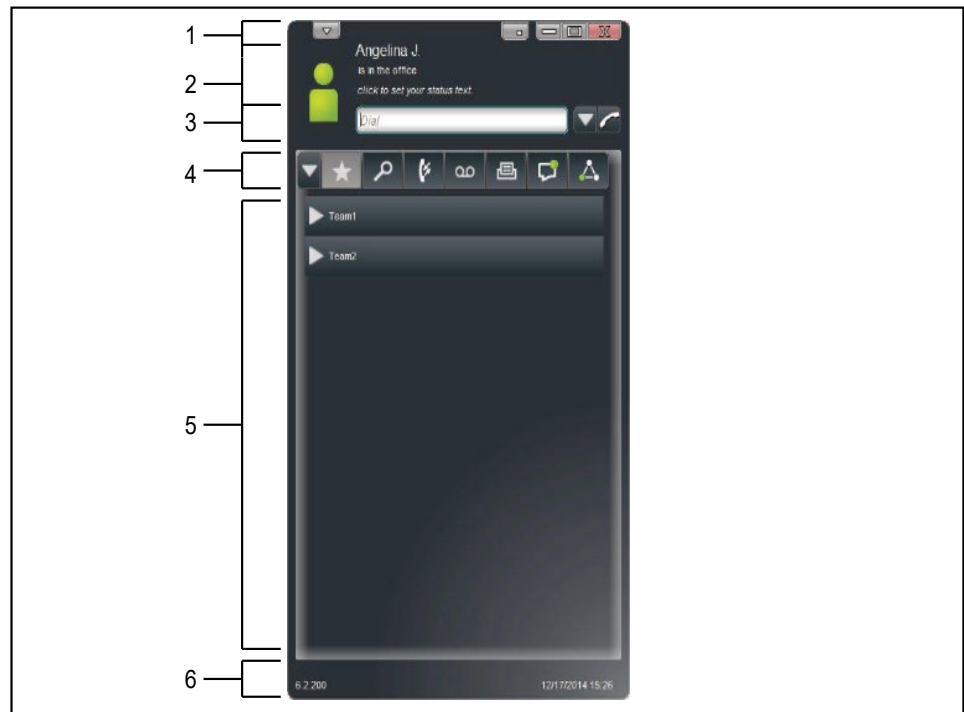 1
Angelina J.
2
is in the office
click to set your status text.
3
Dial
4
Team1
Team2
5
6
6.2.200
12/17/2014 15:26